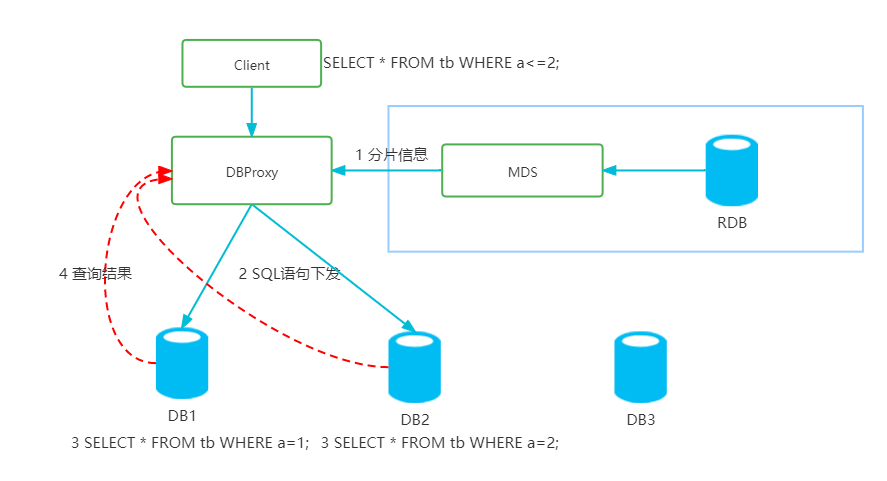 Client
SELECT * FROM tb WHERE a<=2;
1 分片信息
DBProxy
MDS
RDB
4 查询结果
2 SQL语句下发
DB1
DB2
DB3
3 SELECT * FROM tb WHERE a=1;
3 SELECT * FROM tb WHERE a=2;